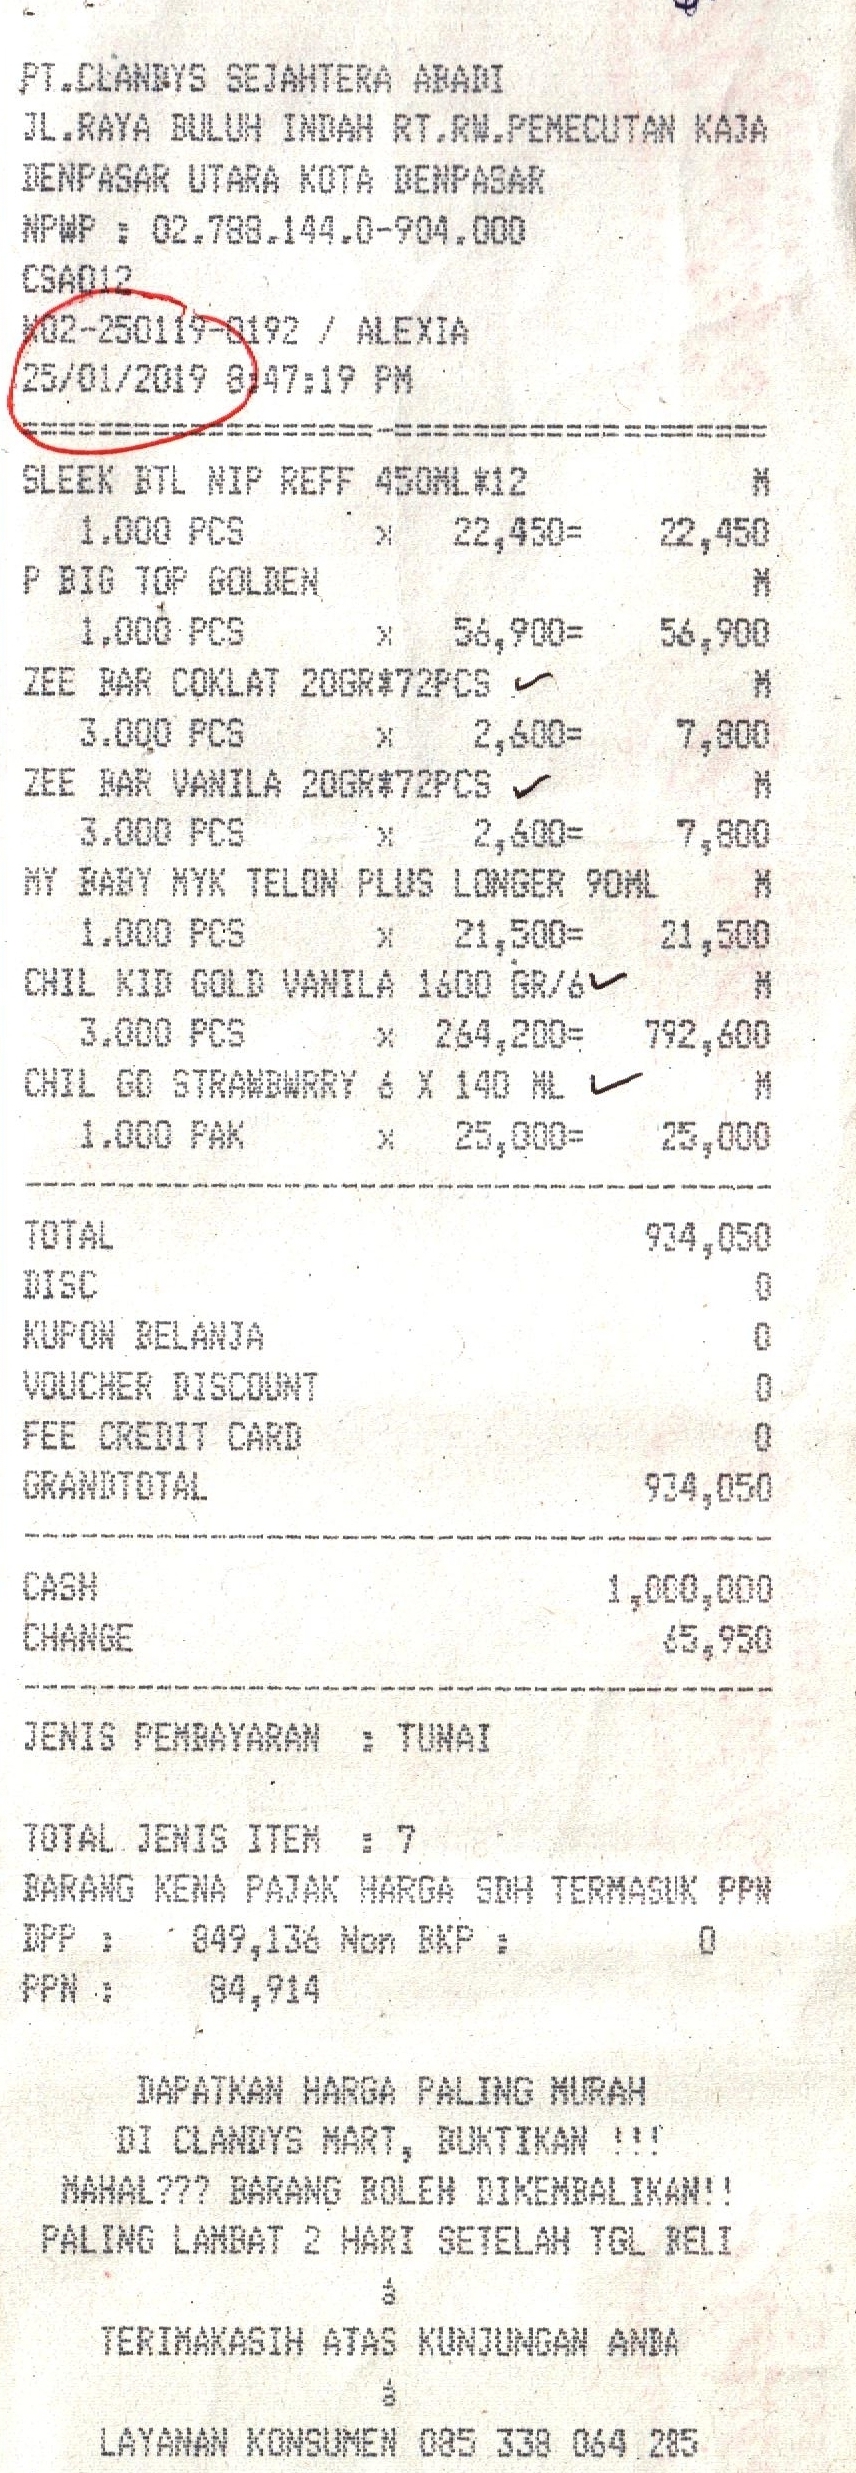 PT.CLANDYS SEJAHTERA ABADI
JL.RAYA BULUH INDAH RT.RW.PEMECUTAN KAJA
DENPASAR UTARA KOTA DENPASAR
NPWP : 02.788.144.0-904.000
CSA012
K02-250119-0192 / ALEXIA
25/01/2019 8:47:19 PM
SLEEK BTL NIP REFF 450ML*12 M
1.000 PCS x 22,450= 22,450
P BIG TOP GOLDEN M
1.000 PCS x 56,900= 56,900
ZEE BAR COKLAT 20GR*72PCS ✓ M
3.000 PCS x 2,600= 7,800
ZEE BAR VANILA 20GR*72PCS ✓ M
3.000 PCS x 2,600= 7,800
MY BABY MYK TELON PLUS LONGER 90ML M
1.000 PCS x 21,500= 21,500
CHIL KID GOLD VANILA 1600 GR/6 ✓ M
3.000 PCS x 264,200= 792,600
CHIL GO STRAWBWRRY 6 X 140 ML ✓ M
1.000 PAK x 25,000= 25,000
TOTAL 934,050
DISC 0
KUPON BELANJA 0
VOUCHER DISCOUNT 0
FEE CREDIT CARD 0
GRANDTOTAL 934,050
CASH 1,000,000
CHANGE 65,950
JENIS PEMBAYARAN : TUNAI
TOTAL JENIS ITEM : 7
BARANG KENA PAJAK HARGA SDH TERMASUK PPN
DPP : 849,136 Non BKP : 0
PPN : 84,914
DAPATKAN HARGA PALING MURAH
DI CLANDYS MART, BUKTIKAN !!!
MAHAL??? BARANG BOLEH DIKEMBALIKAN!!
PALING LAMBAT 2 HARI SETELAH TGL BELI
TERIMAKASIH ATAS KUNJUNGAN ANDA
LAYANAN KONSUMEN 085 338 064 285